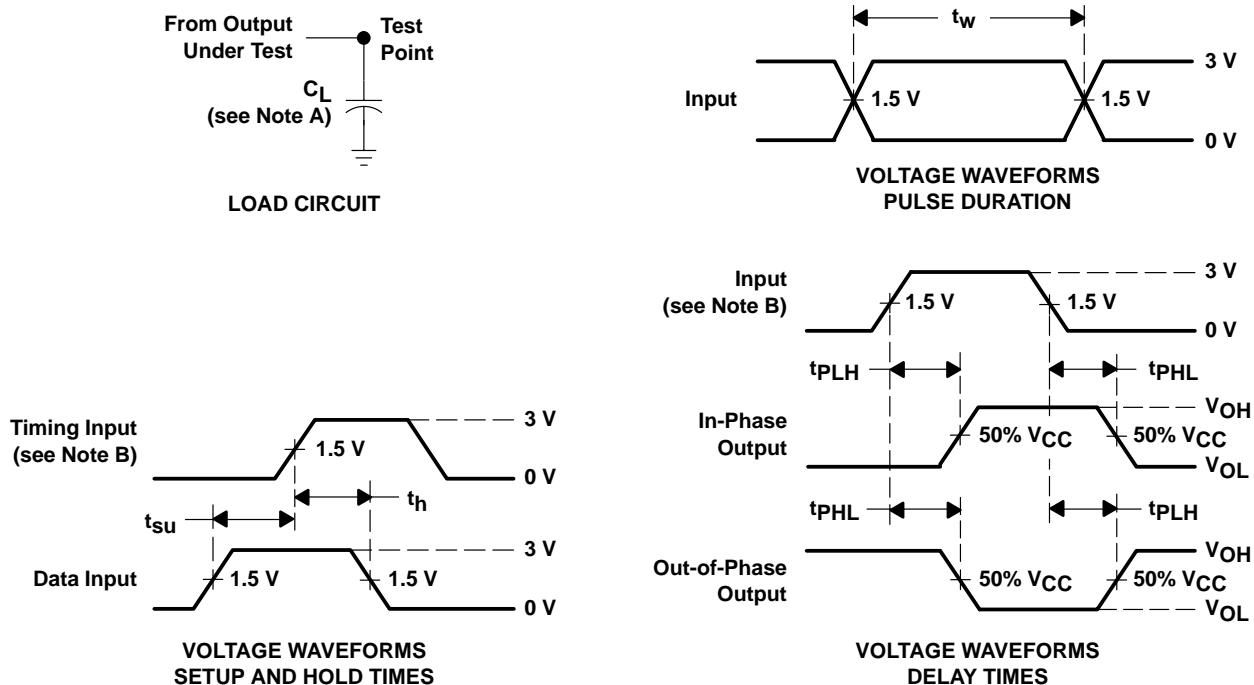 From Output
Under Test
Test
Point
CL
(see Note A)
LOAD CIRCUIT
tw
3 V
Input
1.5 V
1.5 V
0 V
VOLTAGE WAVEFORMS
PULSE DURATION
Timing Input
(see Note B)
3 V
1.5 V
0 V
th
tsu
3 V
Data Input
1.5 V
1.5 V
0 V
VOLTAGE WAVEFORMS
SETUP AND HOLD TIMES
Input
(see Note B)
3 V
1.5 V
1.5 V
0 V
tPLH
tPHL
In-Phase
Output
VOH
50% VCC
50% VCC
VOL
tPHL
tPLH
Out-of-Phase
Output
VOH
50% VCC
50% VCC
VOL
VOLTAGE WAVEFORMS
DELAY TIMES